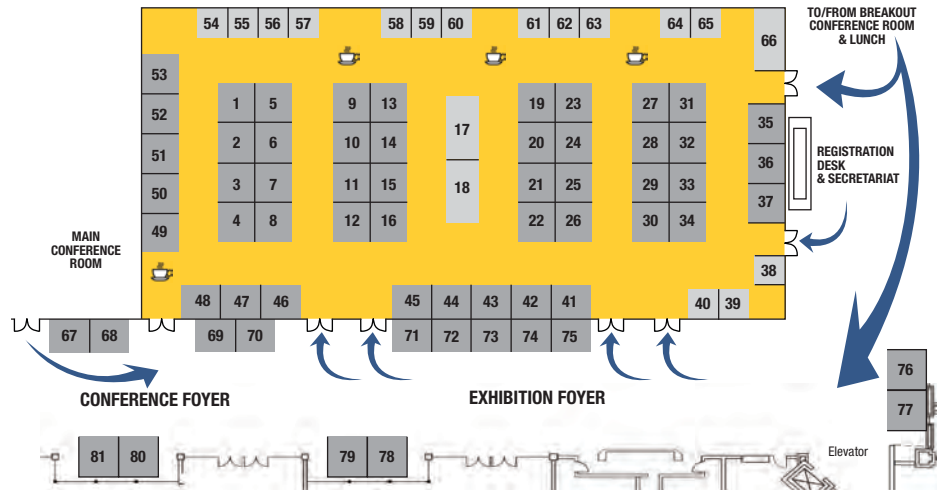 54 55 56 57 58 59 60 61 62 63 64 65
TO/FROM BREAKOUT
CONFERENCE ROOM
& LUNCH
66
53
52
51
50
49
1 5
2 6
3 7
4 8
9 13
10 14
11 15
12 16
17
18
19 23
20 24
21 25
22 26
27 31
28 32
29 33
30 34
35
36
37
REGISTRATION
DESK
& SECRETARIAT
38
MAIN
CONFERENCE
ROOM
48 47 46 45 44 43 42 41 40 39
67 68 69 70 71 72 73 74 75
76
77
CONFERENCE FOYER
EXHIBITION FOYER
81 80 79 78
Elevator